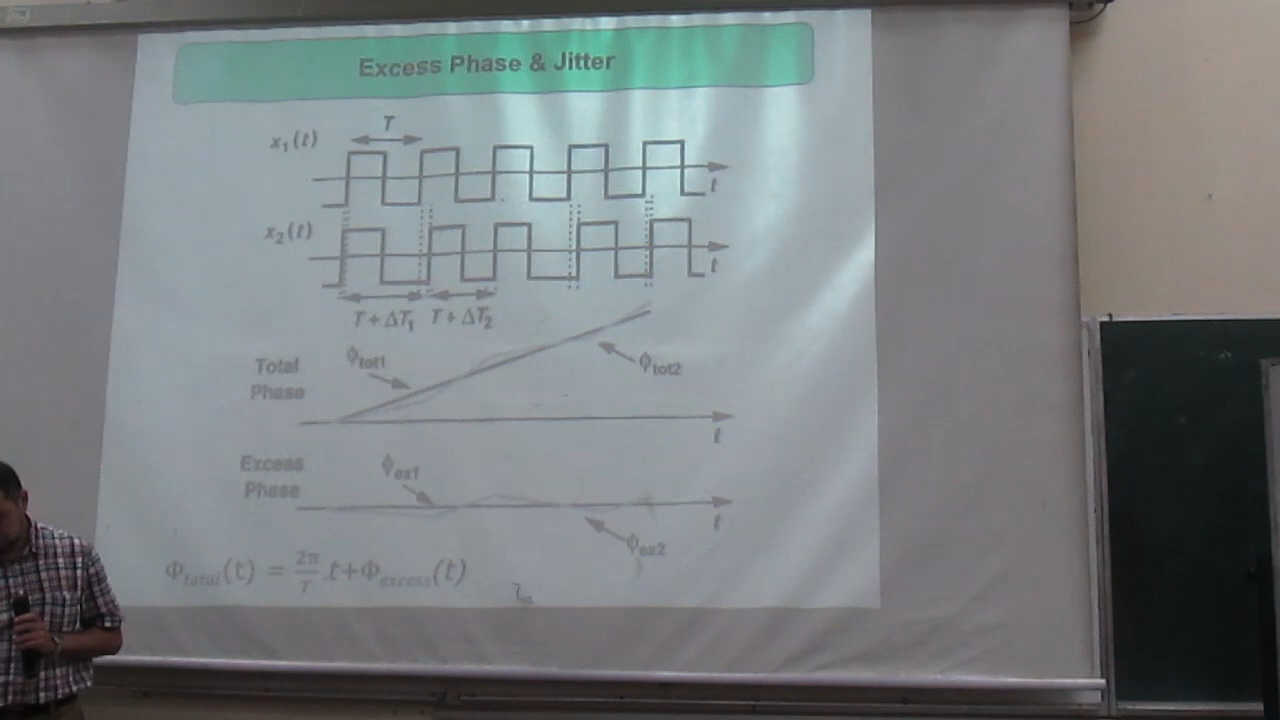 Excess Phase & Jitter
T
x₁(t)
t
x₂(t)
t
T + ΔT₁ T + ΔT₂
Total
Phase
ϕtot1
ϕtot2
t
Excess
Phase
ϕex1
t
ϕex2
Φtotal(t) = 2π/T .t+Φexcess(t)